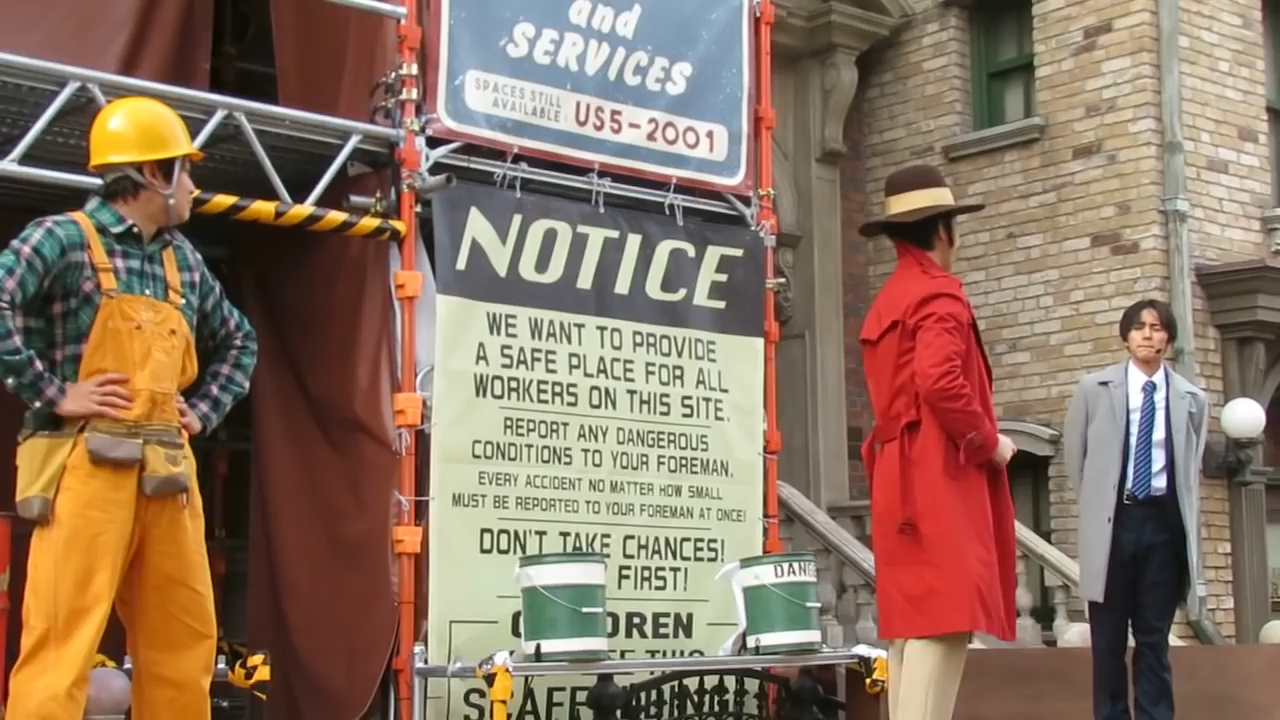 and
SERVICES
SPACES STILL
AVAILABLE: US5-2001
NOTICE
WE WANT TO PROVIDE
A SAFE PLACE FOR ALL
WORKERS ON THIS SITE.
REPORT ANY DANGEROUS
CONDITIONS TO YOUR FOREMAN.
EVERY ACCIDENT NO MATTER HOW SMALL
MUST BE REPORTED TO YOUR FOREMAN AT ONCE!
DON'T TAKE CHANCES!
FIRST!